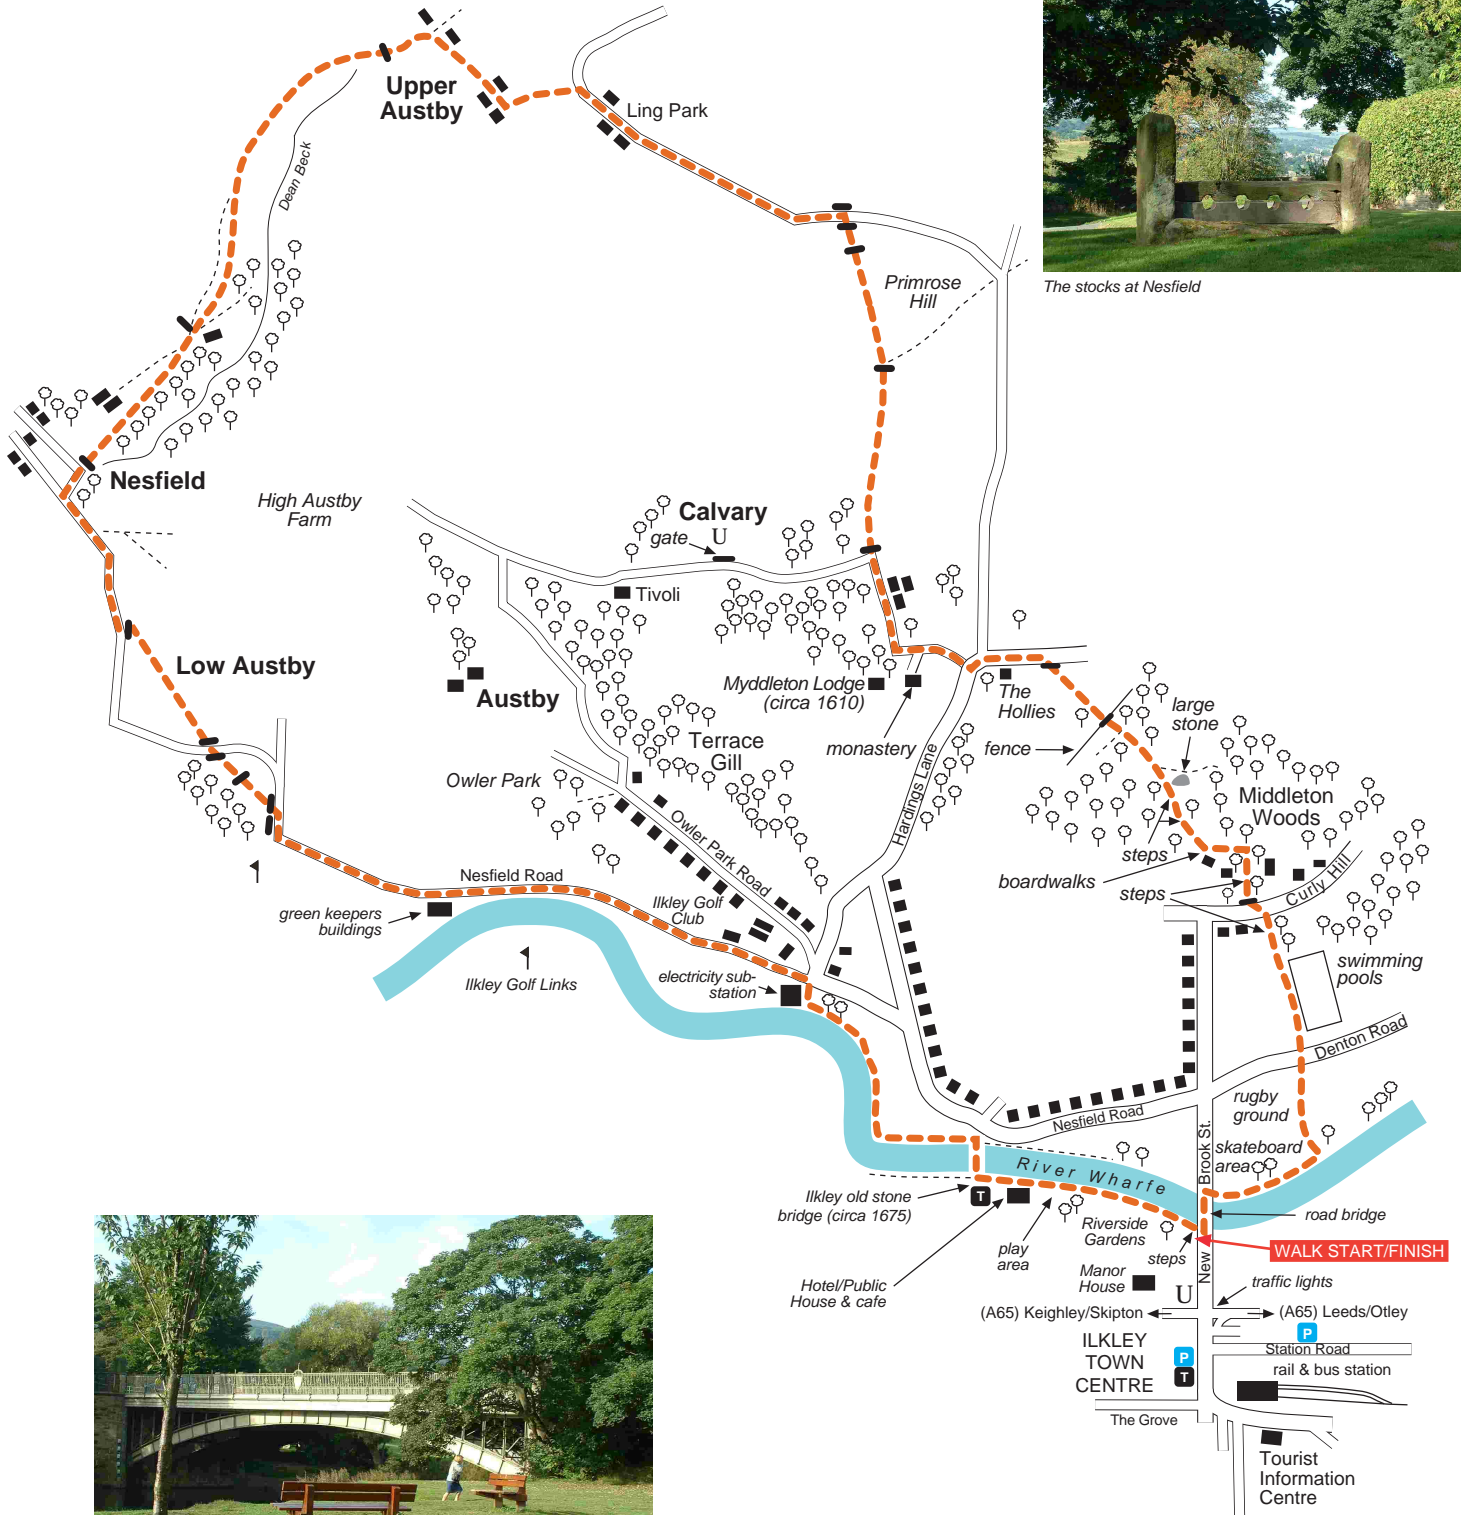 Upper
Austby
Ling Park
Dean Beck
Primrose
Hill
The stocks at Nesfield
Nesfield
High Austby
Farm
Calvary
gate
U
Tivoli
Low Austby
Austby
Myddleton Lodge
(circa 1610)
monastery
The
Hollies
fence
large
stone
Terrace
Gill
Owler Park
Owler Park Road
Hardings Lane
Middleton
Woods
steps
boardwalks
steps
Curly Hill
Nesfield Road
green keepers
buildings
Ilkley Golf
Club
Ilkley Golf Links
electricity sub-
station
swimming
pools
Denton Road
rugby
ground
Nesfield Road
skateboard
area
New Brook St.
River Wharfe
Ilkley old stone
bridge (circa 1675)
T
play
area
Riverside
Gardens
steps
road bridge
WALK START/FINISH
Hotel/Public
House & cafe
Manor
House
U
traffic lights
(A65) Keighley/Skipton
(A65) Leeds/Otley
P
ILKLEY
TOWN
CENTRE
P
T
Station Road
rail & bus station
The Grove
Tourist
Information
Centre